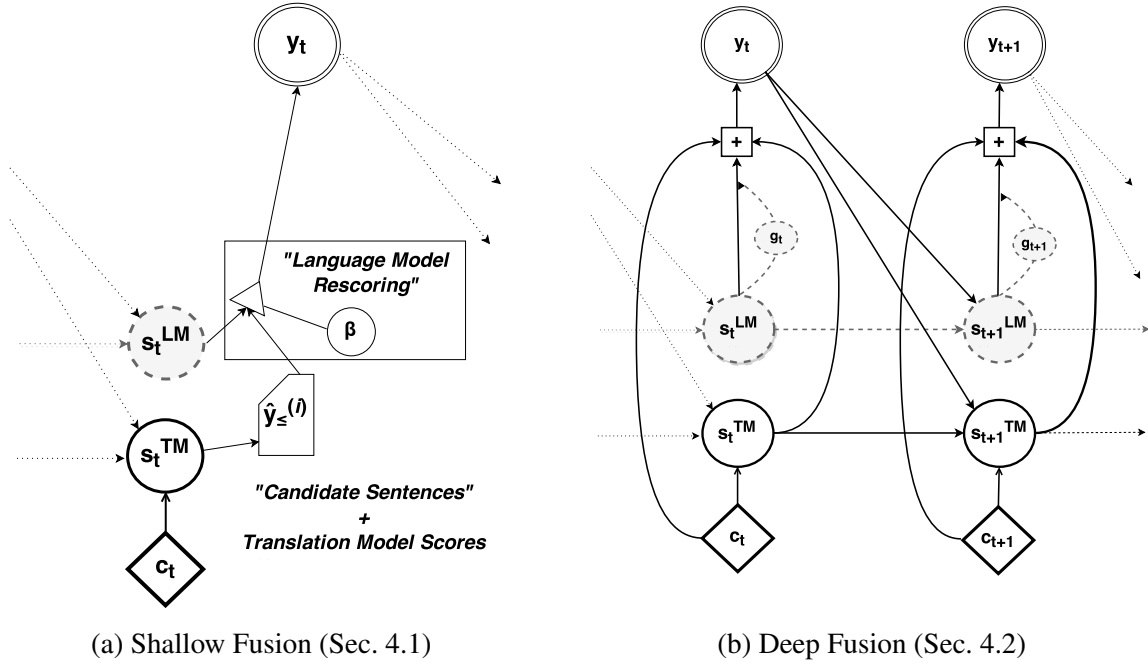 y_t
"Language Model
Rescoring"
β
s_t^LM
ŷ_≤^(i)
s_t^TM
"Candidate Sentences"
+
Translation Model Scores
c_t
(a) Shallow Fusion (Sec. 4.1)
y_t
y_t+1
+
+
g_t
g_t+1
s_t^LM
s_t+1^LM
s_t^TM
s_t+1^TM
c_t
c_t+1
(b) Deep Fusion (Sec. 4.2)